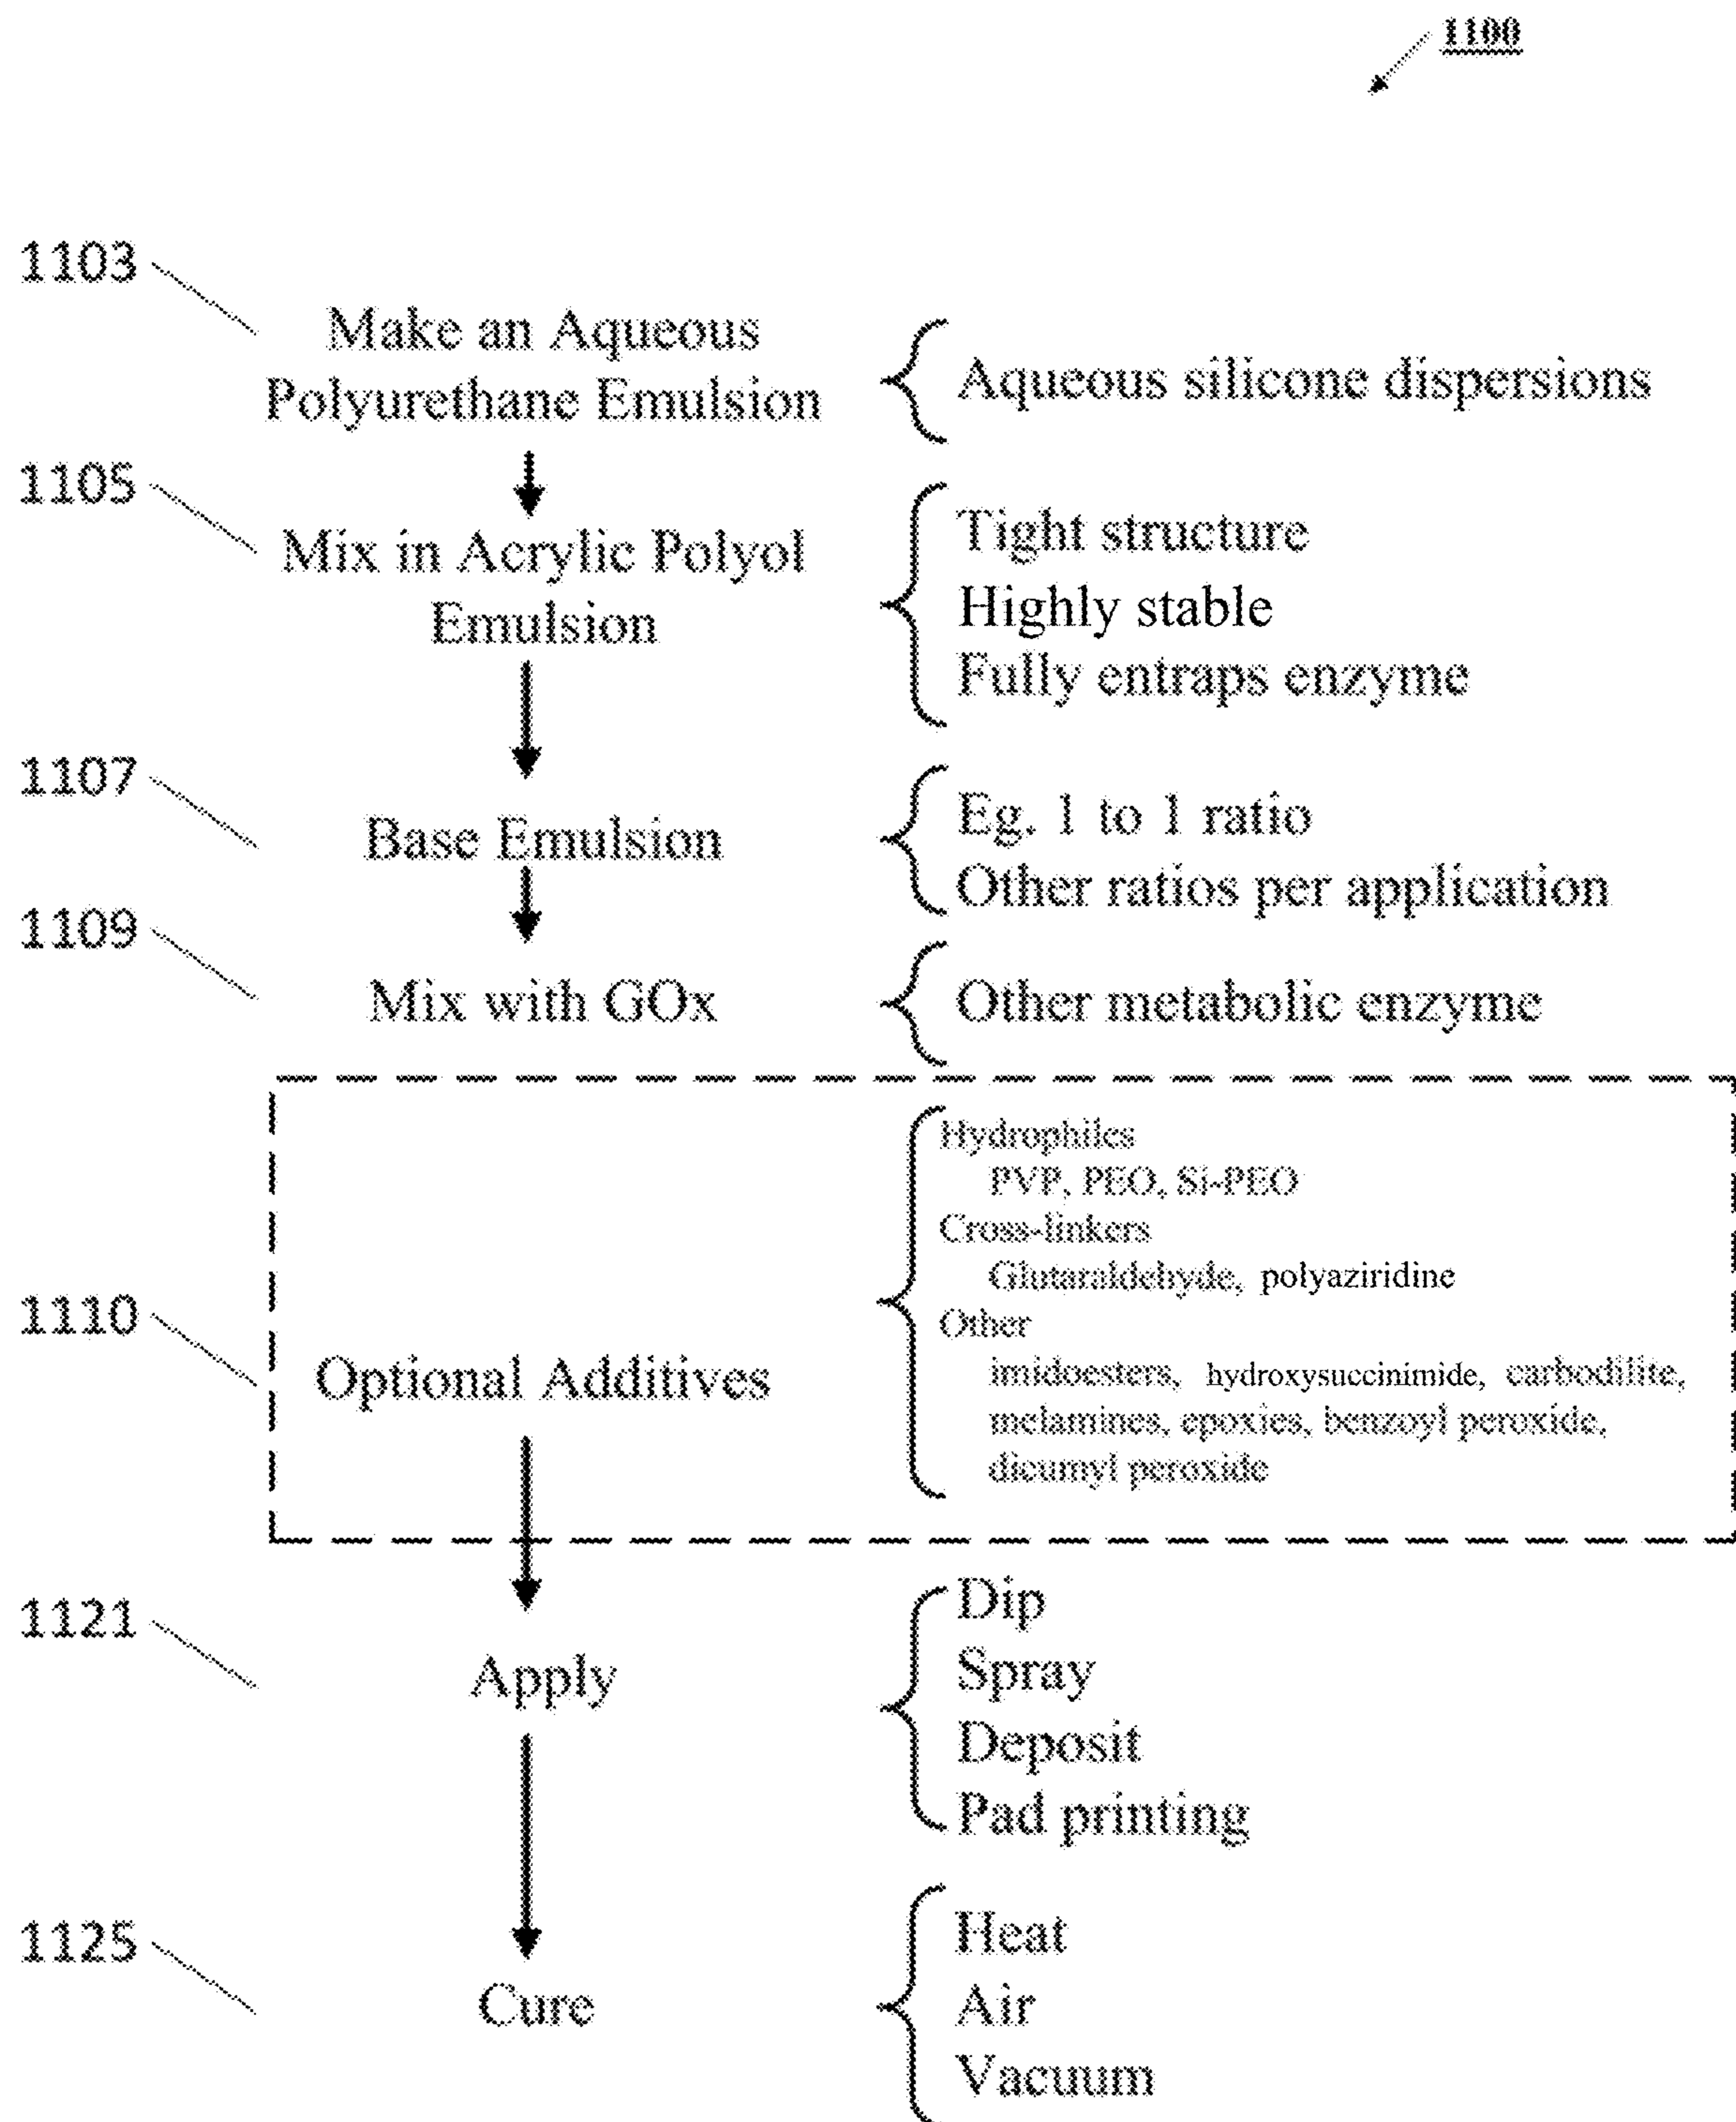 1100
1103
Make an Aqueous
Polyurethane Emulsion
Aqueous silicone dispersions
1105
Mix in Acrylic Polyol
Emulsion
Tight structure
Highly stable
Fully entraps enzyme
1107
Base Emulsion
Eg. 1 to 1 ratio
Other ratios per application
1109
Mix with GOx
Other metabolic enzyme
1110
Optional Additives
Hydrophiles
PVP, PEO, Si-PEO
Cross-linkers
Glutaraldehyde, polyaziridine
Other
imidoesters, hydroxysuccinimide, carbodilite,
melamines, epoxies, benzoyl peroxide,
dicumyl peroxide
1121
Apply
Dip
Spray
Deposit
Pad printing
1125
Cure
Heat
Air
Vacuum